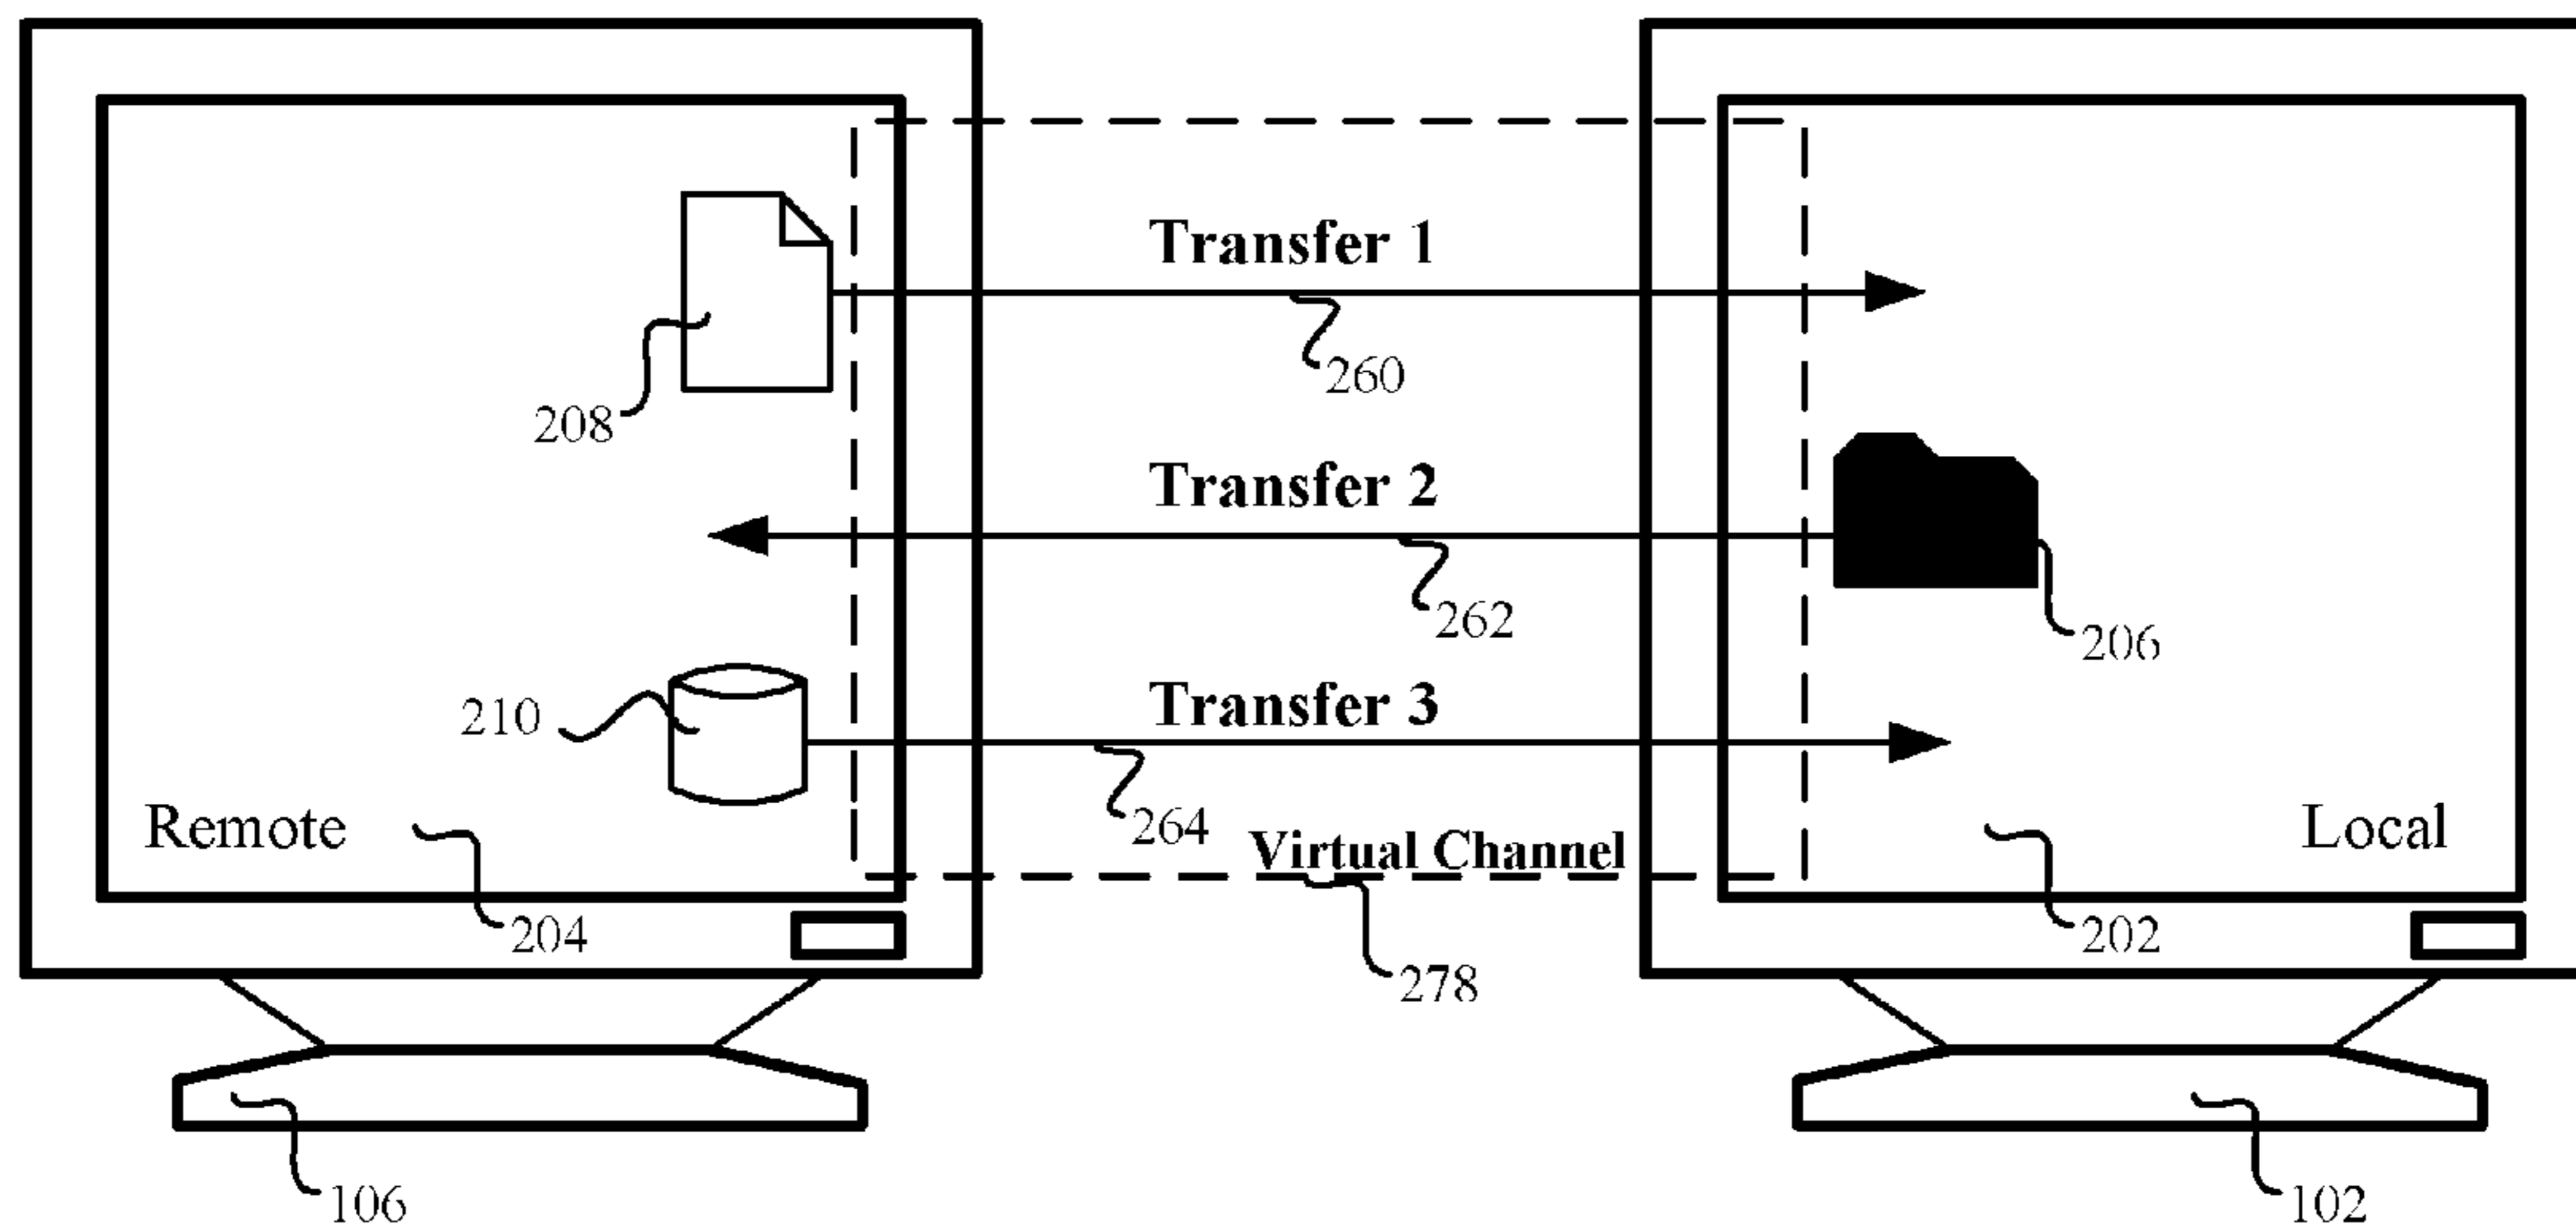 Transfer 1
260
208
Transfer 2
262
206
Transfer 3
210
264
Remote
Virtual Channel
Local
204
202
278
106
102